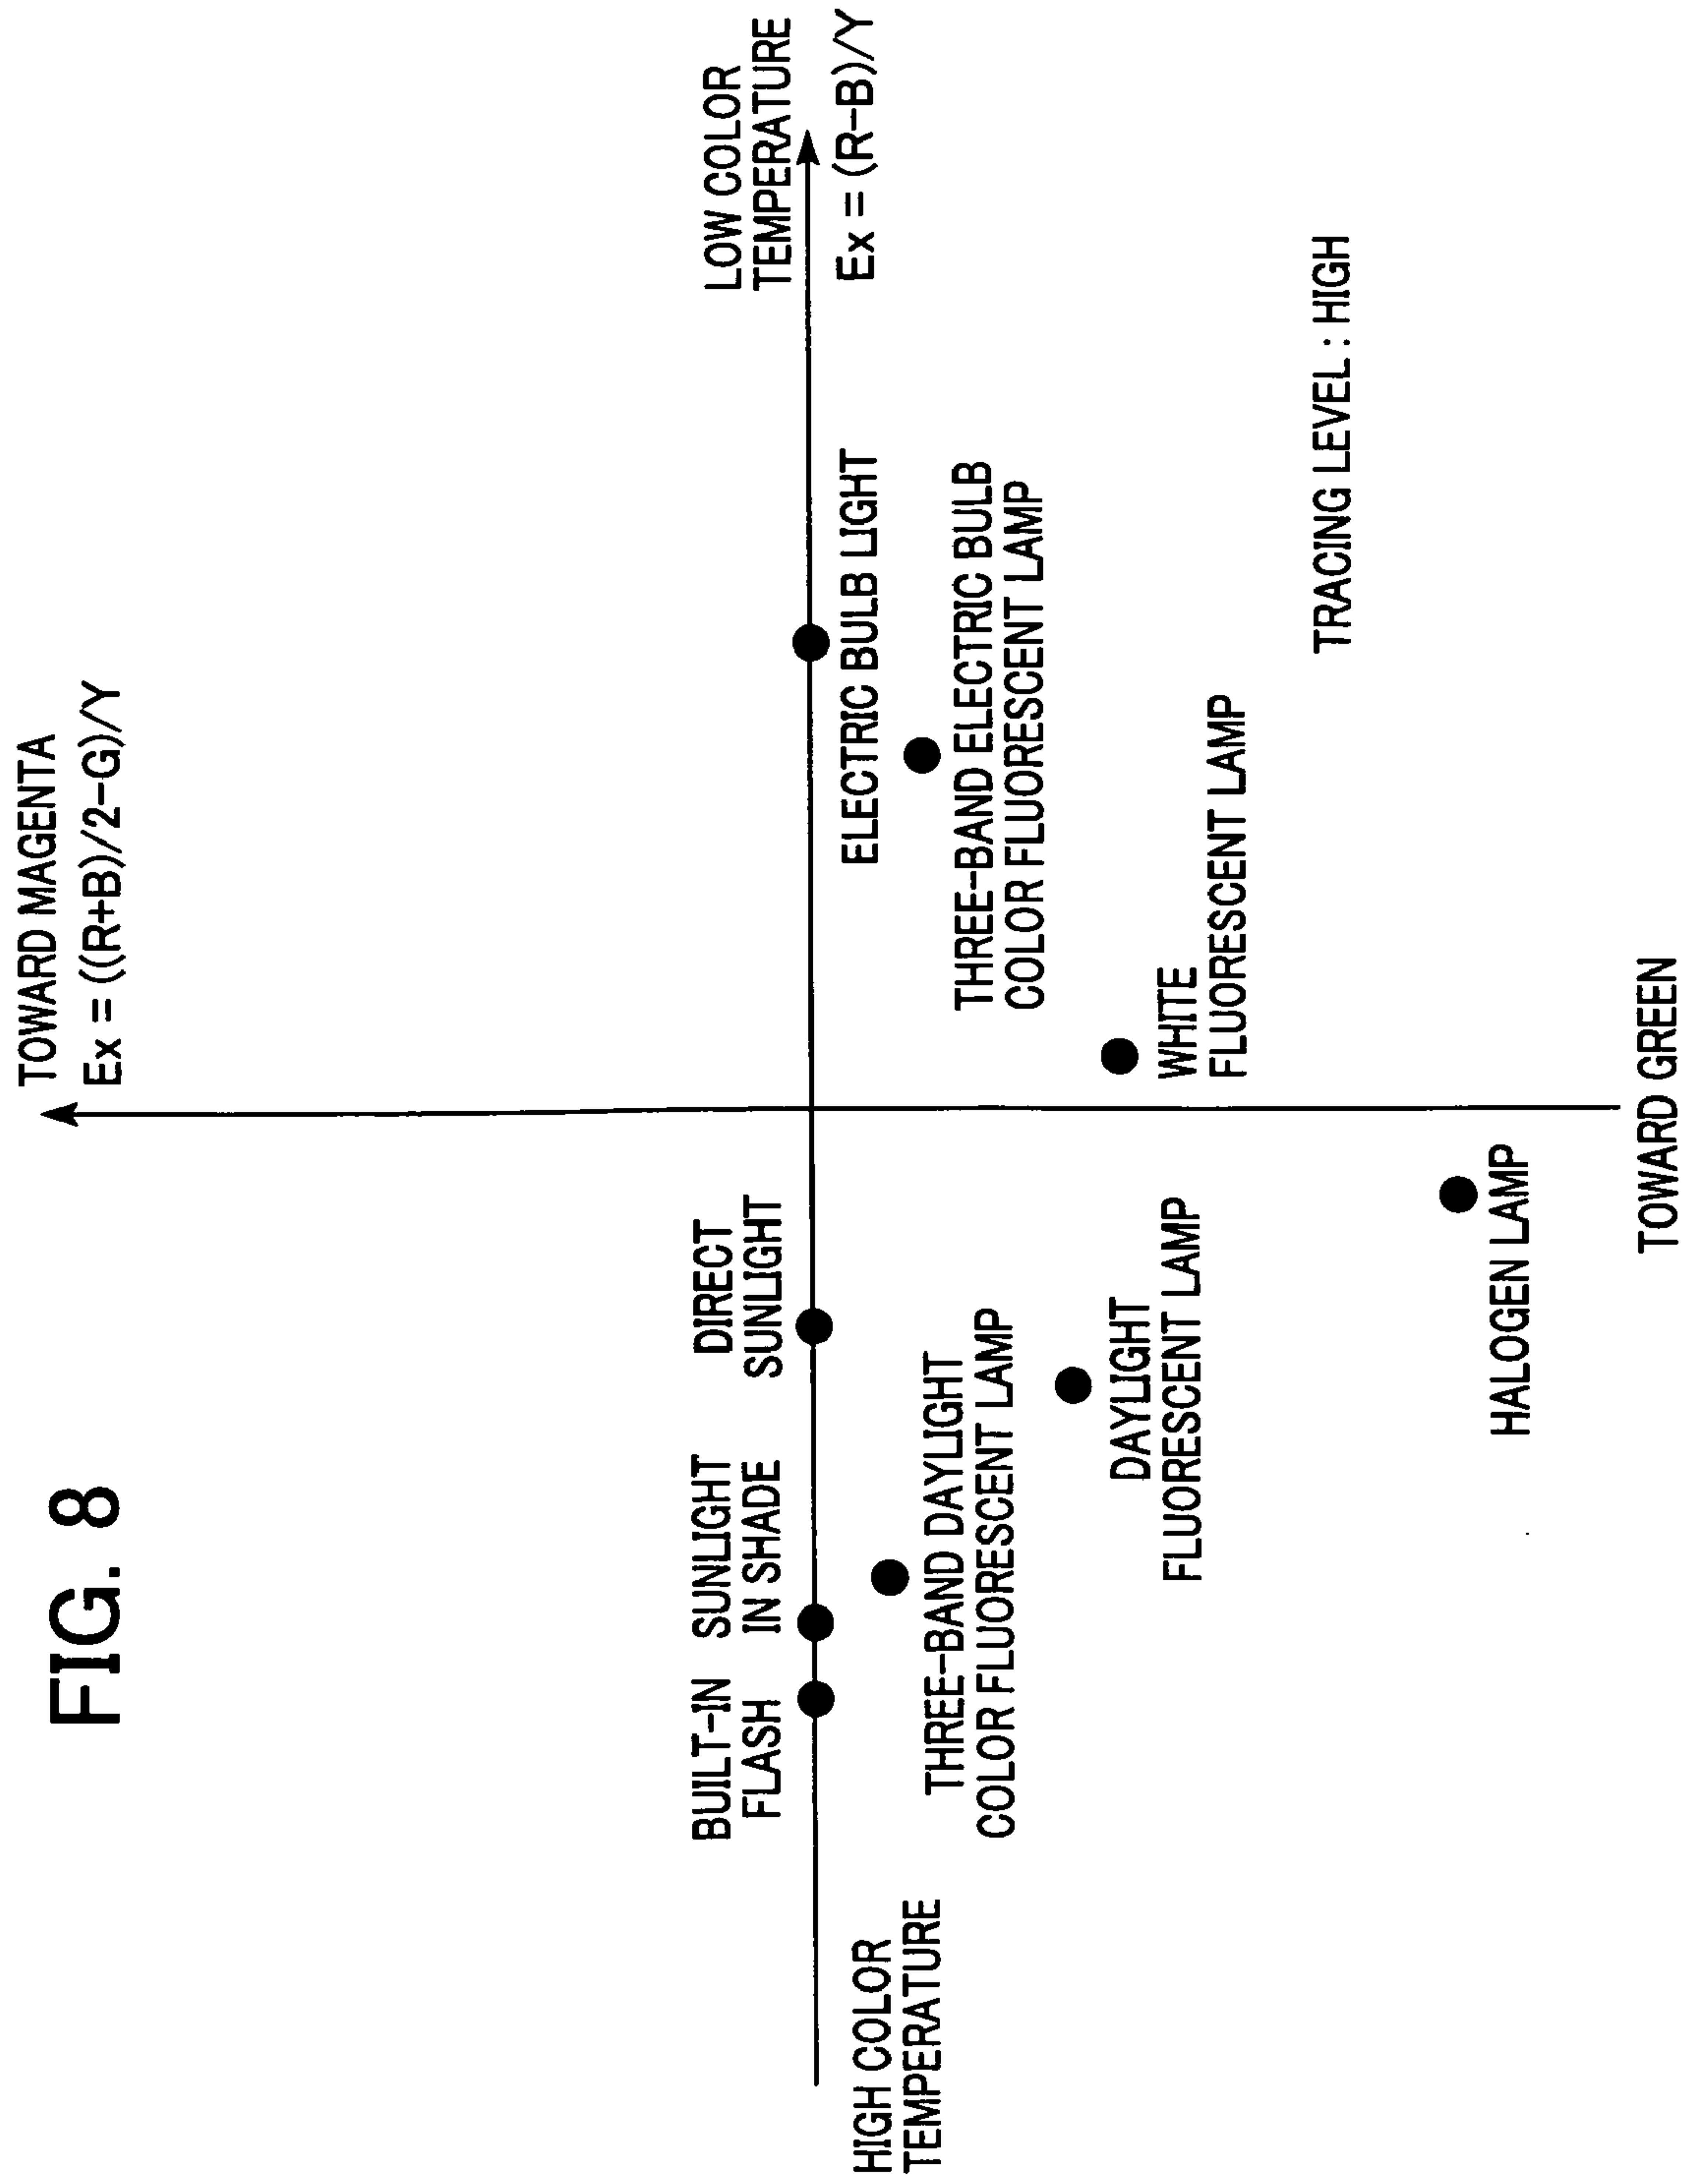 FIG. 8
TOWARD MAGENTA
Ex = ((R+B)/2-G)/Y
LOW COLOR
TEMPERATURE
Ex = (R-B)/Y
BUILT-IN
FLASH
SUNLIGHT
IN SHADE
DIRECT
SUNLIGHT
ELECTRIC BULB LIGHT
HIGH COLOR
TEMPERATURE
THREE-BAND DAYLIGHT
COLOR FLUORESCENT LAMP
THREE-BAND ELECTRIC BULB
COLOR FLUORESCENT LAMP
DAYLIGHT
FLUORESCENT LAMP
WHITE
FLUORESCENT LAMP
TRACING LEVEL : HIGH
HALOGEN LAMP
TOWARD GREEN